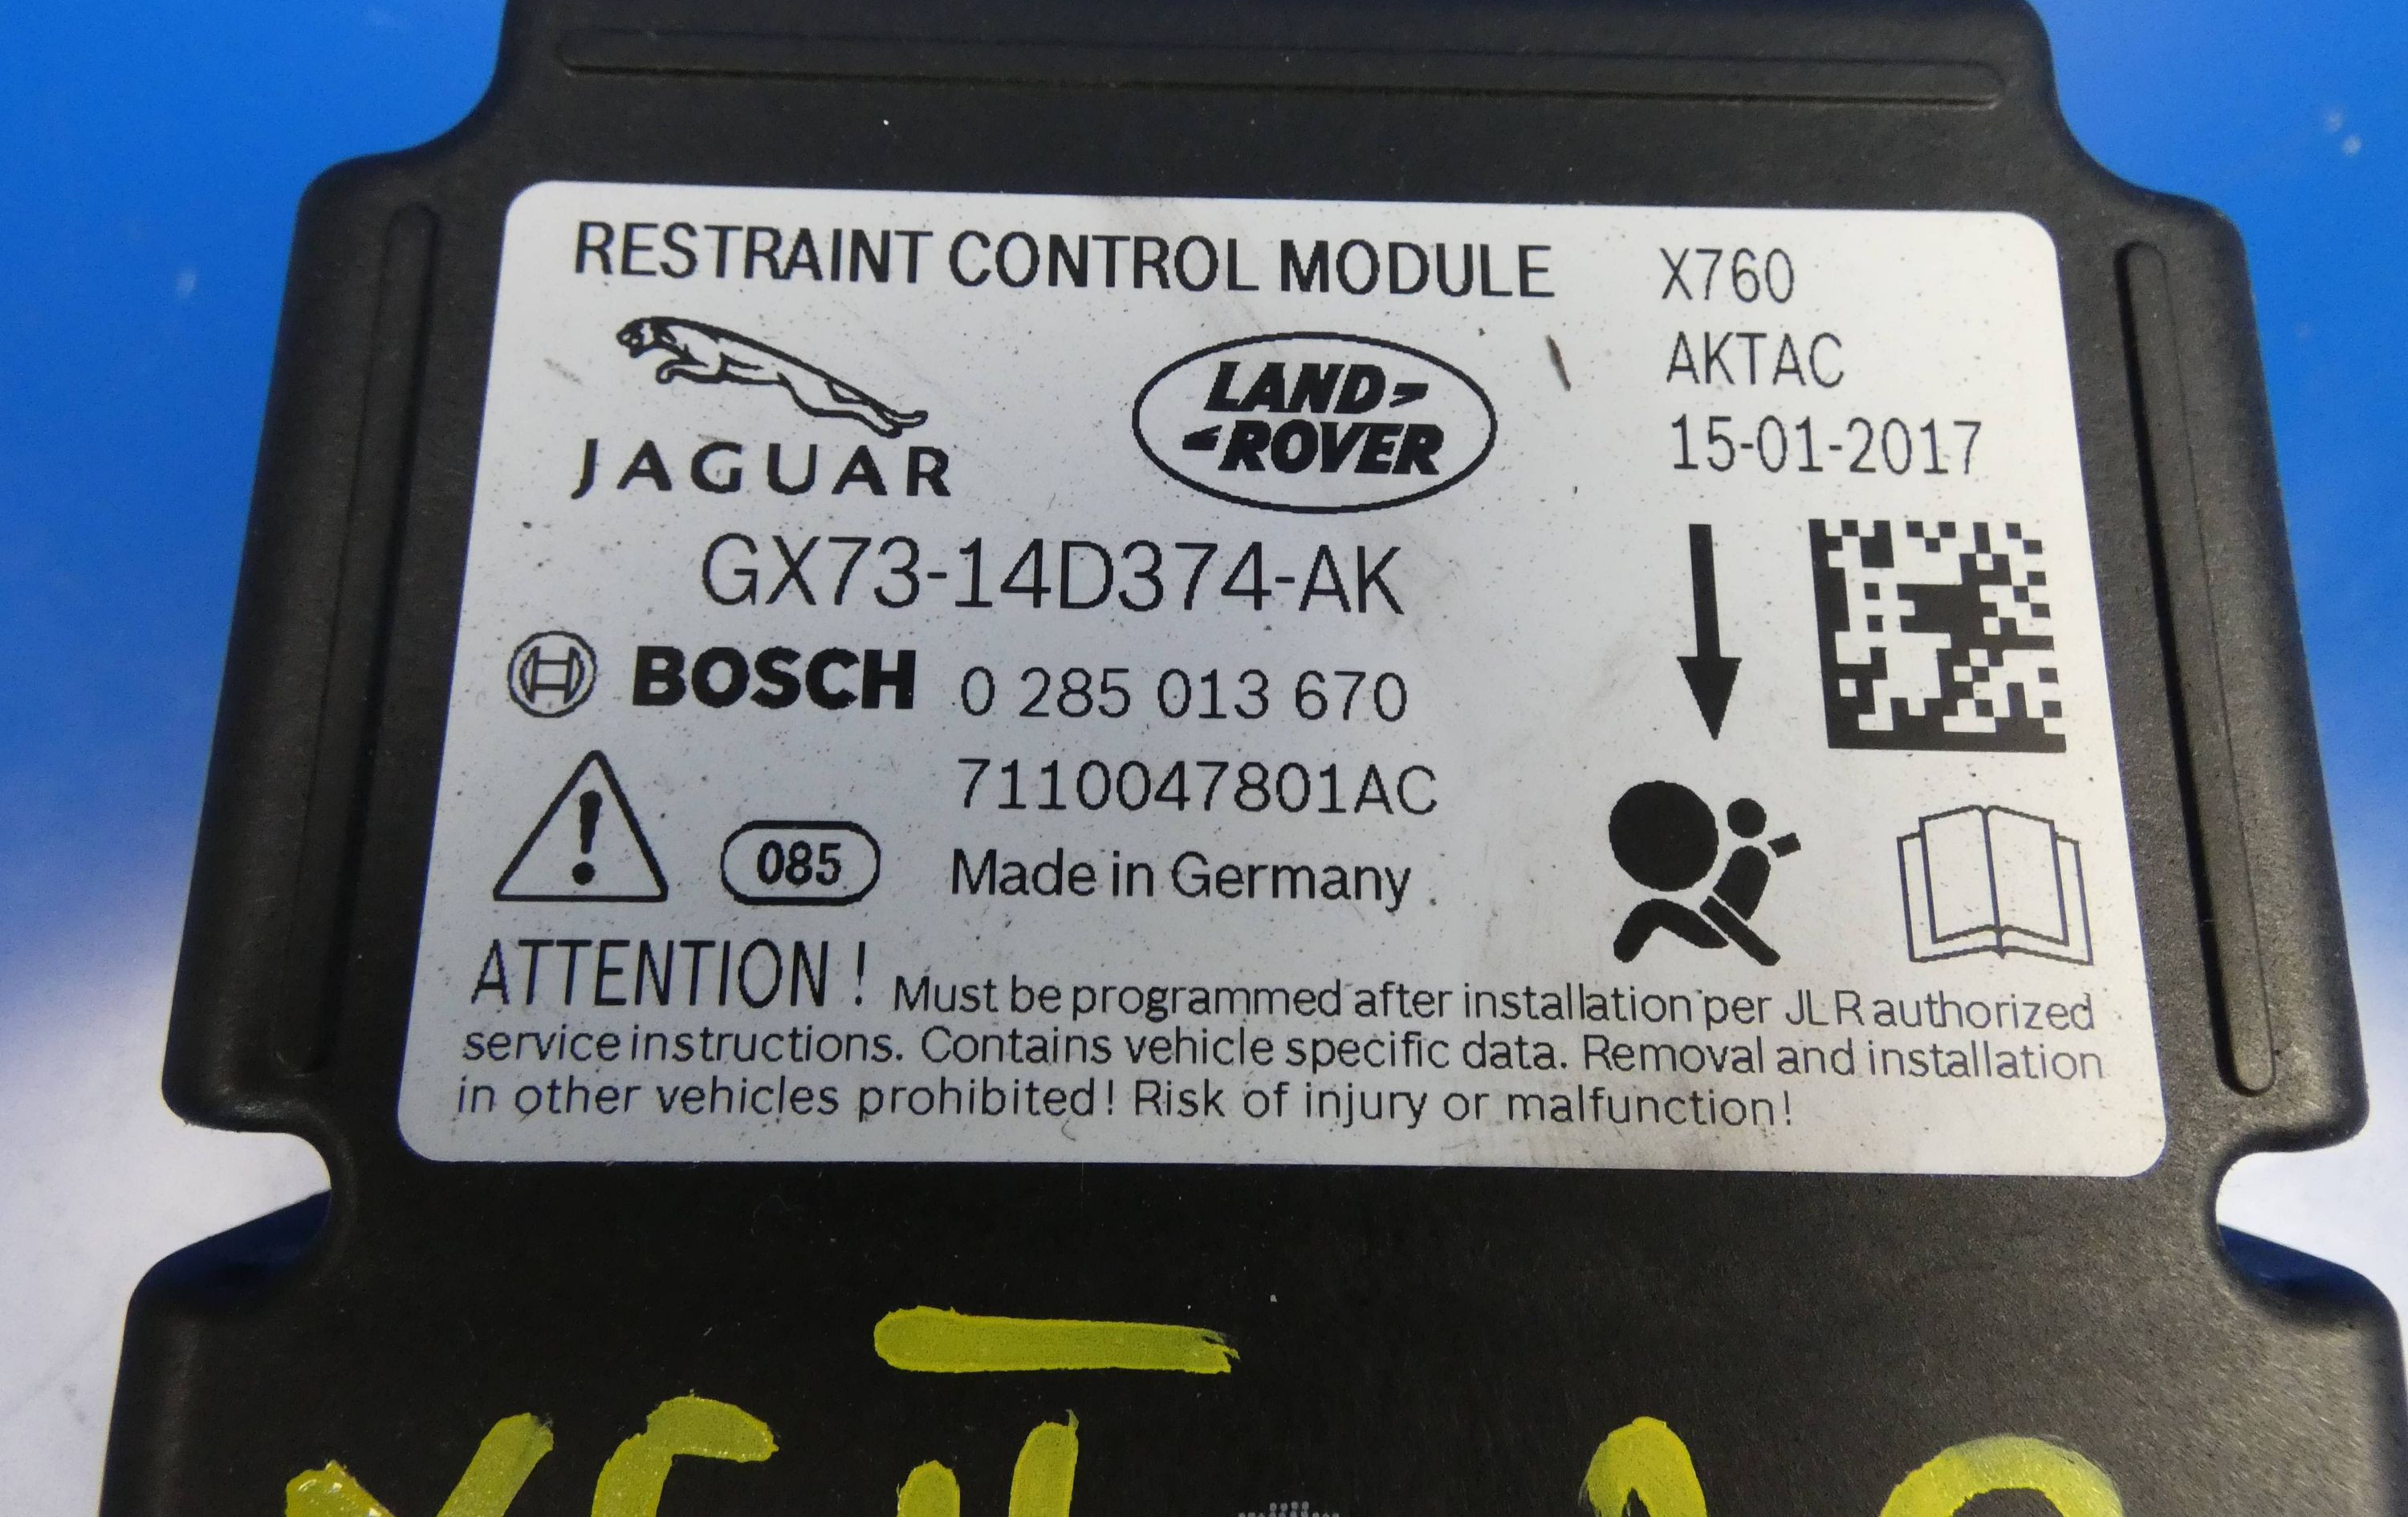 RESTRAINT CONTROL MODULE
X760
AKTAC
15-01-2017
JAGUAR
LAND
ROVER
GX73-14D374-AK
BOSCH 0 285 013 670
7110047801AC
085
Made in Germany
ATTENTION! Must be programmed after installation per JLR authorized
service instructions. Contains vehicle specific data. Removal and installation
in other vehicles prohibited! Risk of injury or malfunction!